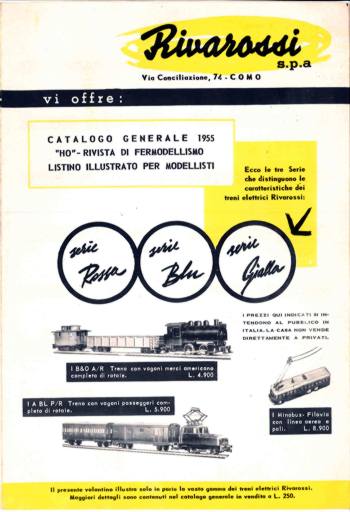 Rivarossi
s.p.a
Via Conciliazione, 74 - COMO
vi offre:
CATALOGO GENERALE 1955
"HO" - RIVISTA DI FERMODELLISMO
LISTINO ILLUSTRATO PER MODELLISTI
Ecco le tre Serie
che distinguono le
caratteristiche dei
treni elettrici Rivarossi:
serie
Rossa
serie
Blu
serie
Gialla
I PREZZI QUI INDICATI SI IN-
TENDONO AL PUBBLICO IN
ITALIA. LA CASA NON VENDE
DIRETTAMENTE A PRIVATI.
1 B&O A/R Treno con vagoni merci americano
completo di rotaie. L. 4.900
1 A BL P/R Treno con vagoni passeggeri com-
pleto di rotaie. L. 5.900
1 Minobus - Filovia
con linea aerea e
pali. L. 8.900
Il presente volantino illustra solo in parte la vasta gamma dei treni elettrici Rivarossi.
Maggiori dettagli sono contenuti nel catalogo generale in vendita a L. 250.